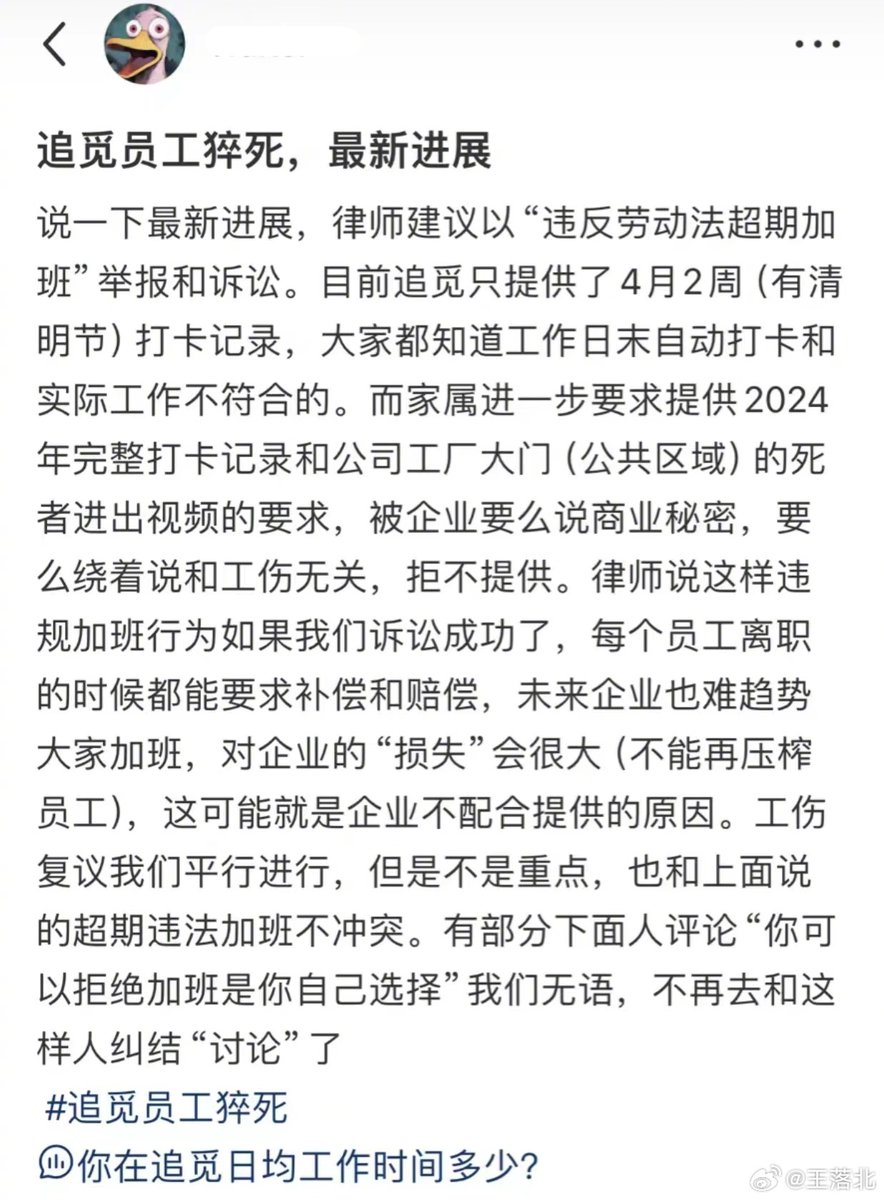 追觅员工猝死，最新进展
说一下最新进展，律师建议以“违反劳动法超期加
班”举报和诉讼。目前追觅只提供了4月2周（有清
明节）打卡记录，大家都知道工作日末自动打卡和
实际工作不符合的。而家属进一步要求提供2024
年完整打卡记录和公司工厂大门（公共区域）的死
者进出视频的要求，被企业要么说商业秘密，要
么绕着说和工伤无关，拒不提供。律师说这样违
规加班行为如果我们诉讼成功了，每个员工离职
的时候都能要求补偿和赔偿，未来企业也难趋势
大家加班，对企业的“损失”会很大（不能再压榨
员工），这可能就是企业不配合提供的原因。工伤
复议我们平行进行，但是不是重点，也和上面说
的超期违法加班不冲突。有部分下面人评论“你可
以拒绝加班是你自己选择”我们无语，不再去和这
样人纠结“讨论”了
#追觅员工猝死
你在追觅日均工作时间多少？
@王落北